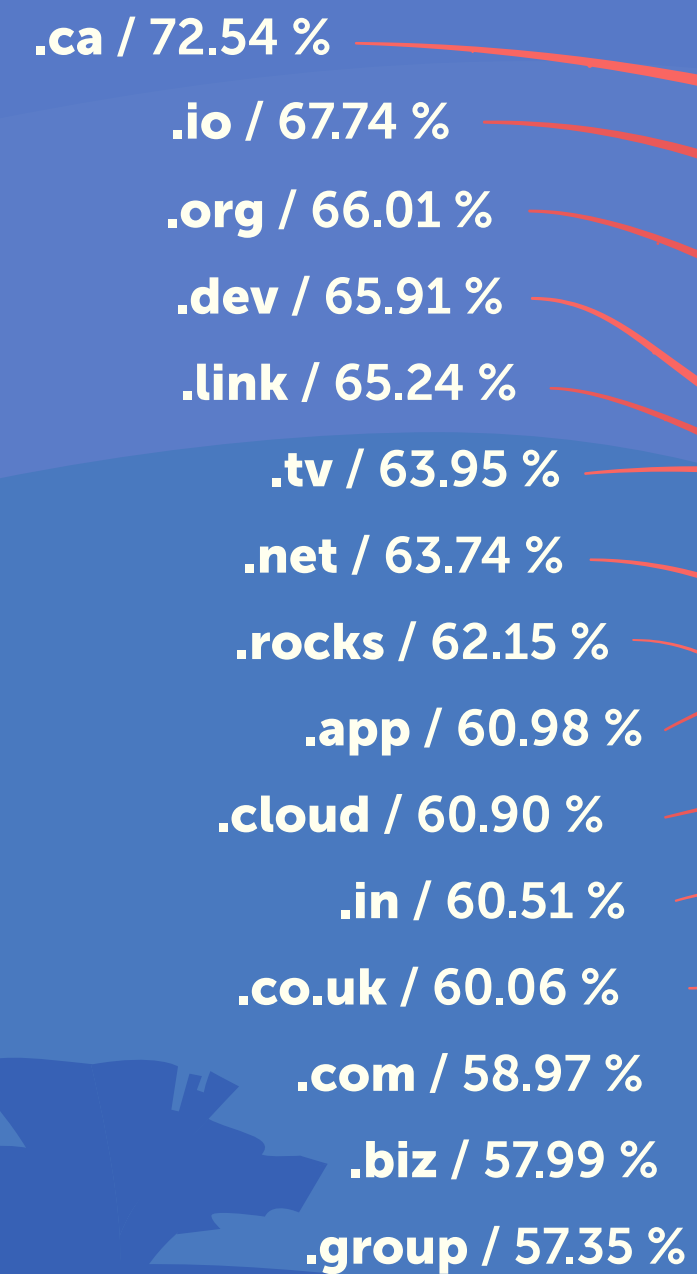 .ca / 72.54 %
.io / 67.74 %
.org / 66.01 %
.dev / 65.91 %
.link / 65.24 %
.tv / 63.95 %
.net / 63.74 %
.rocks / 62.15 %
.app / 60.98 %
.cloud / 60.90 %
.in / 60.51 %
.co.uk / 60.06 %
.com / 58.97 %
.biz / 57.99 %
.group / 57.35 %